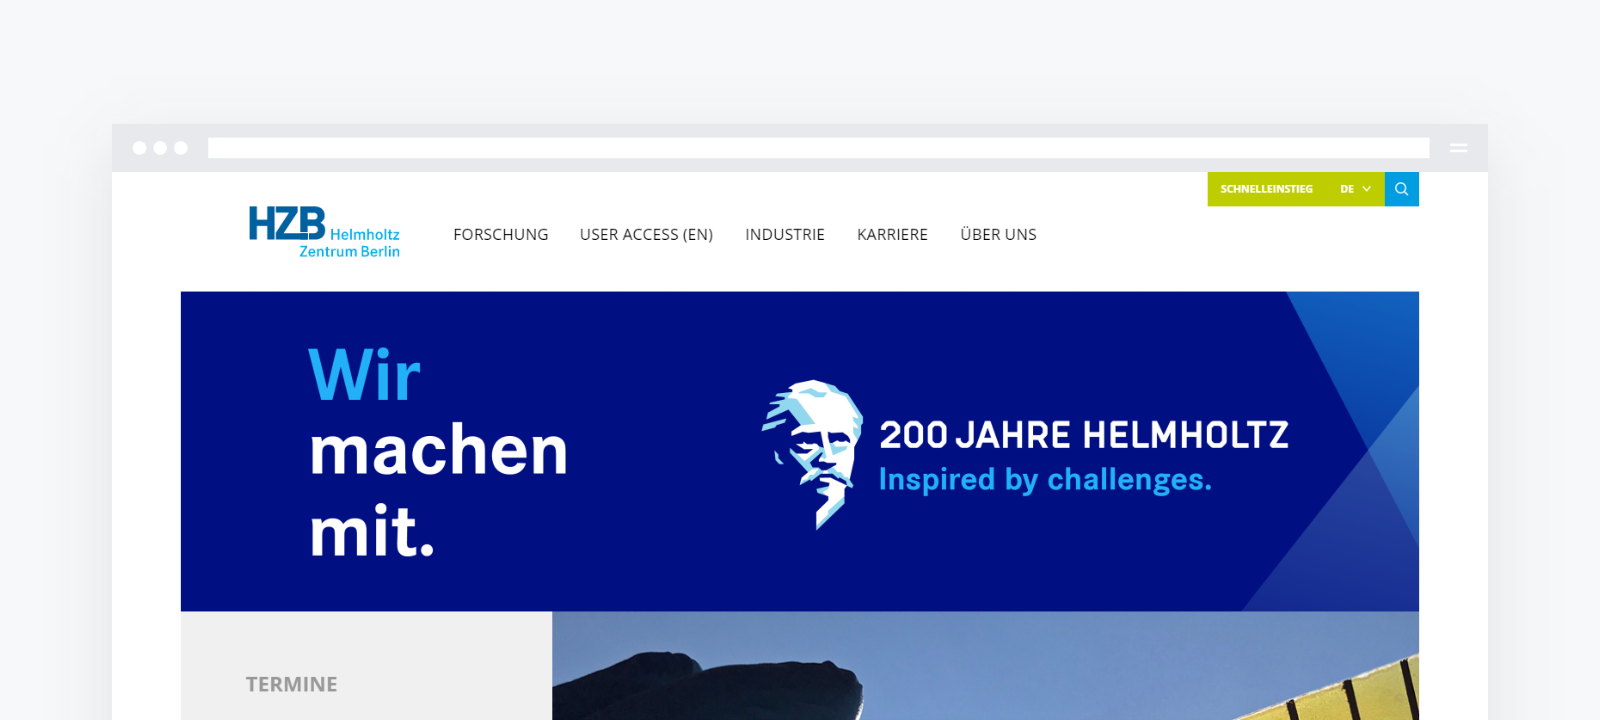 SCHNELLEINSTIEG DE
HZB Helmholtz
Zentrum Berlin
FORSCHUNG USER ACCESS (EN) INDUSTRIE KARRIERE ÜBER UNS
Wir
machen
mit.
200 JAHRE HELMHOLTZ
Inspired by challenges.
TERMINE